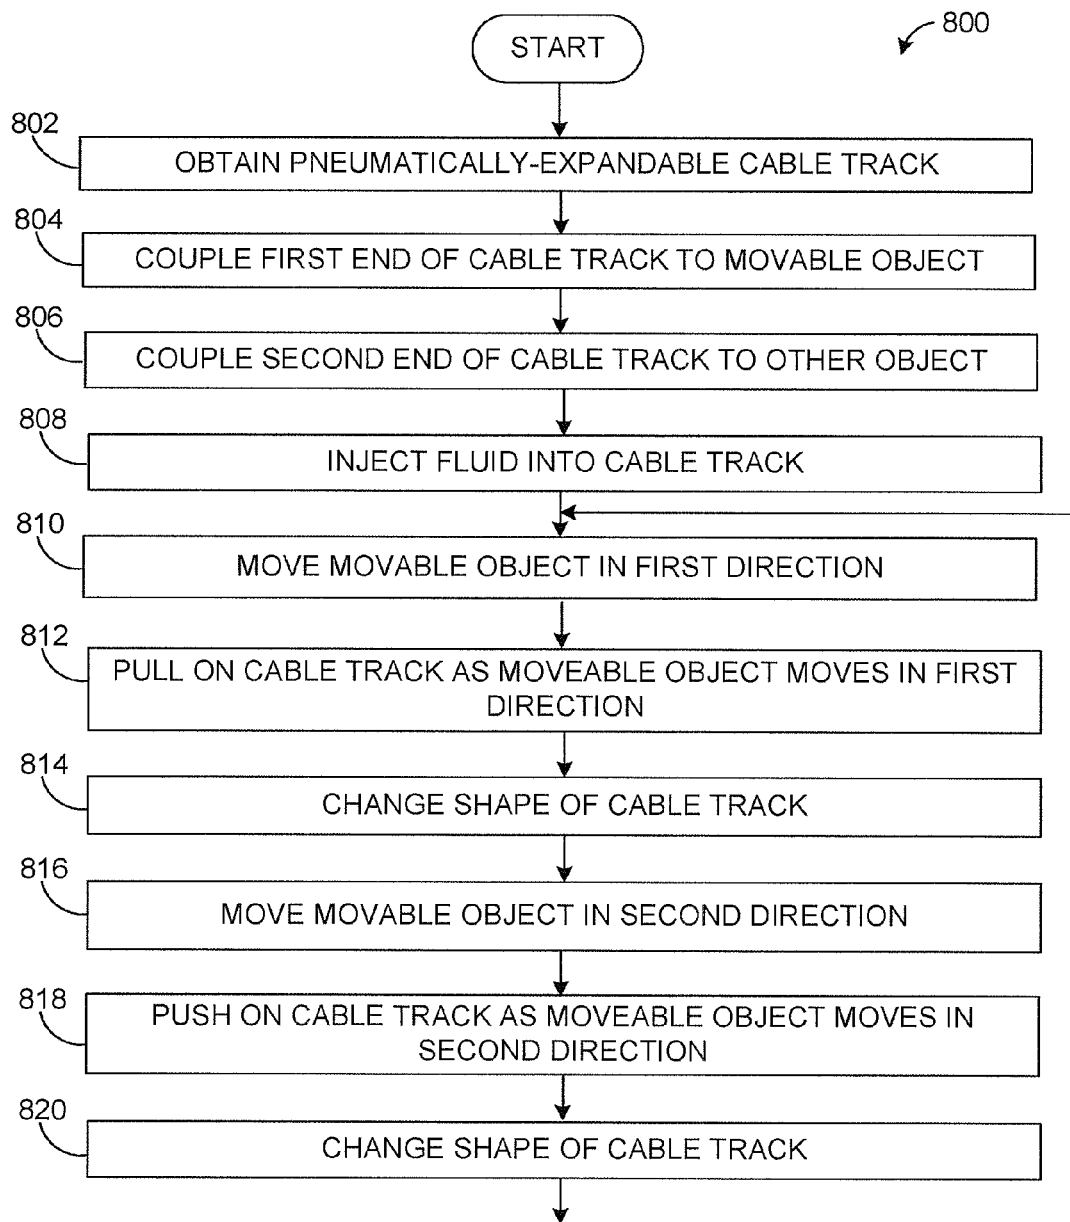 800
START
802
OBTAIN PNEUMATICALLY-EXPANDABLE CABLE TRACK
804
COUPLE FIRST END OF CABLE TRACK TO MOVABLE OBJECT
806
COUPLE SECOND END OF CABLE TRACK TO OTHER OBJECT
808
INJECT FLUID INTO CABLE TRACK
810
MOVE MOVABLE OBJECT IN FIRST DIRECTION
812
PULL ON CABLE TRACK AS MOVEABLE OBJECT MOVES IN FIRST
DIRECTION
814
CHANGE SHAPE OF CABLE TRACK
816
MOVE MOVABLE OBJECT IN SECOND DIRECTION
818
PUSH ON CABLE TRACK AS MOVEABLE OBJECT MOVES IN
SECOND DIRECTION
820
CHANGE SHAPE OF CABLE TRACK